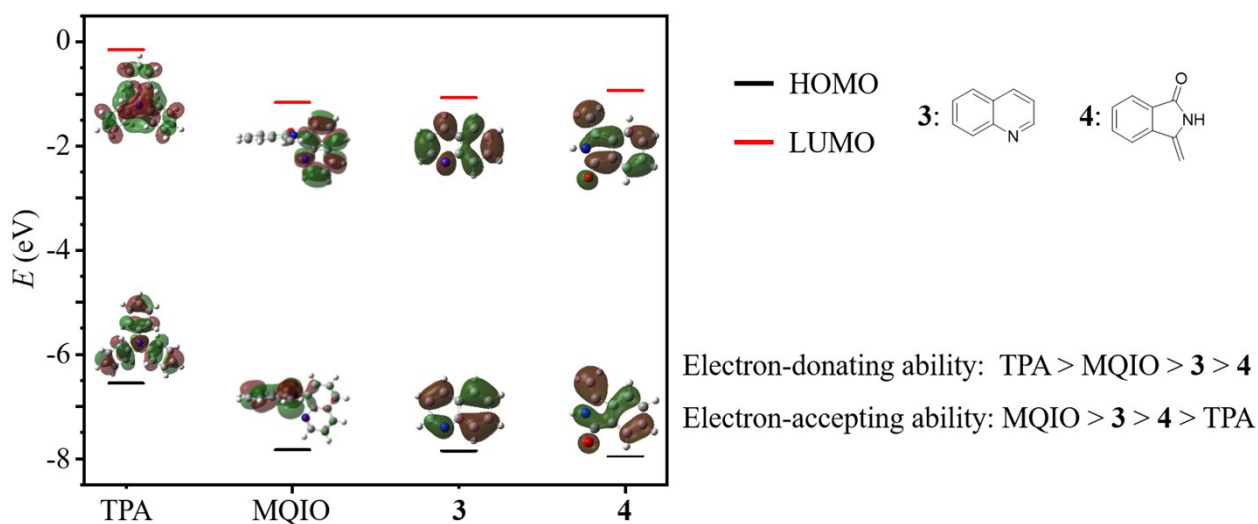 0
-2
-4
-6
-8
E (eV)
TPA
MQIO
3
4
HOMO
LUMO
3:
N
4:
O
NH
Electron-donating ability: TPA > MQIO > 3 > 4
Electron-accepting ability: MQIO > 3 > 4 > TPA